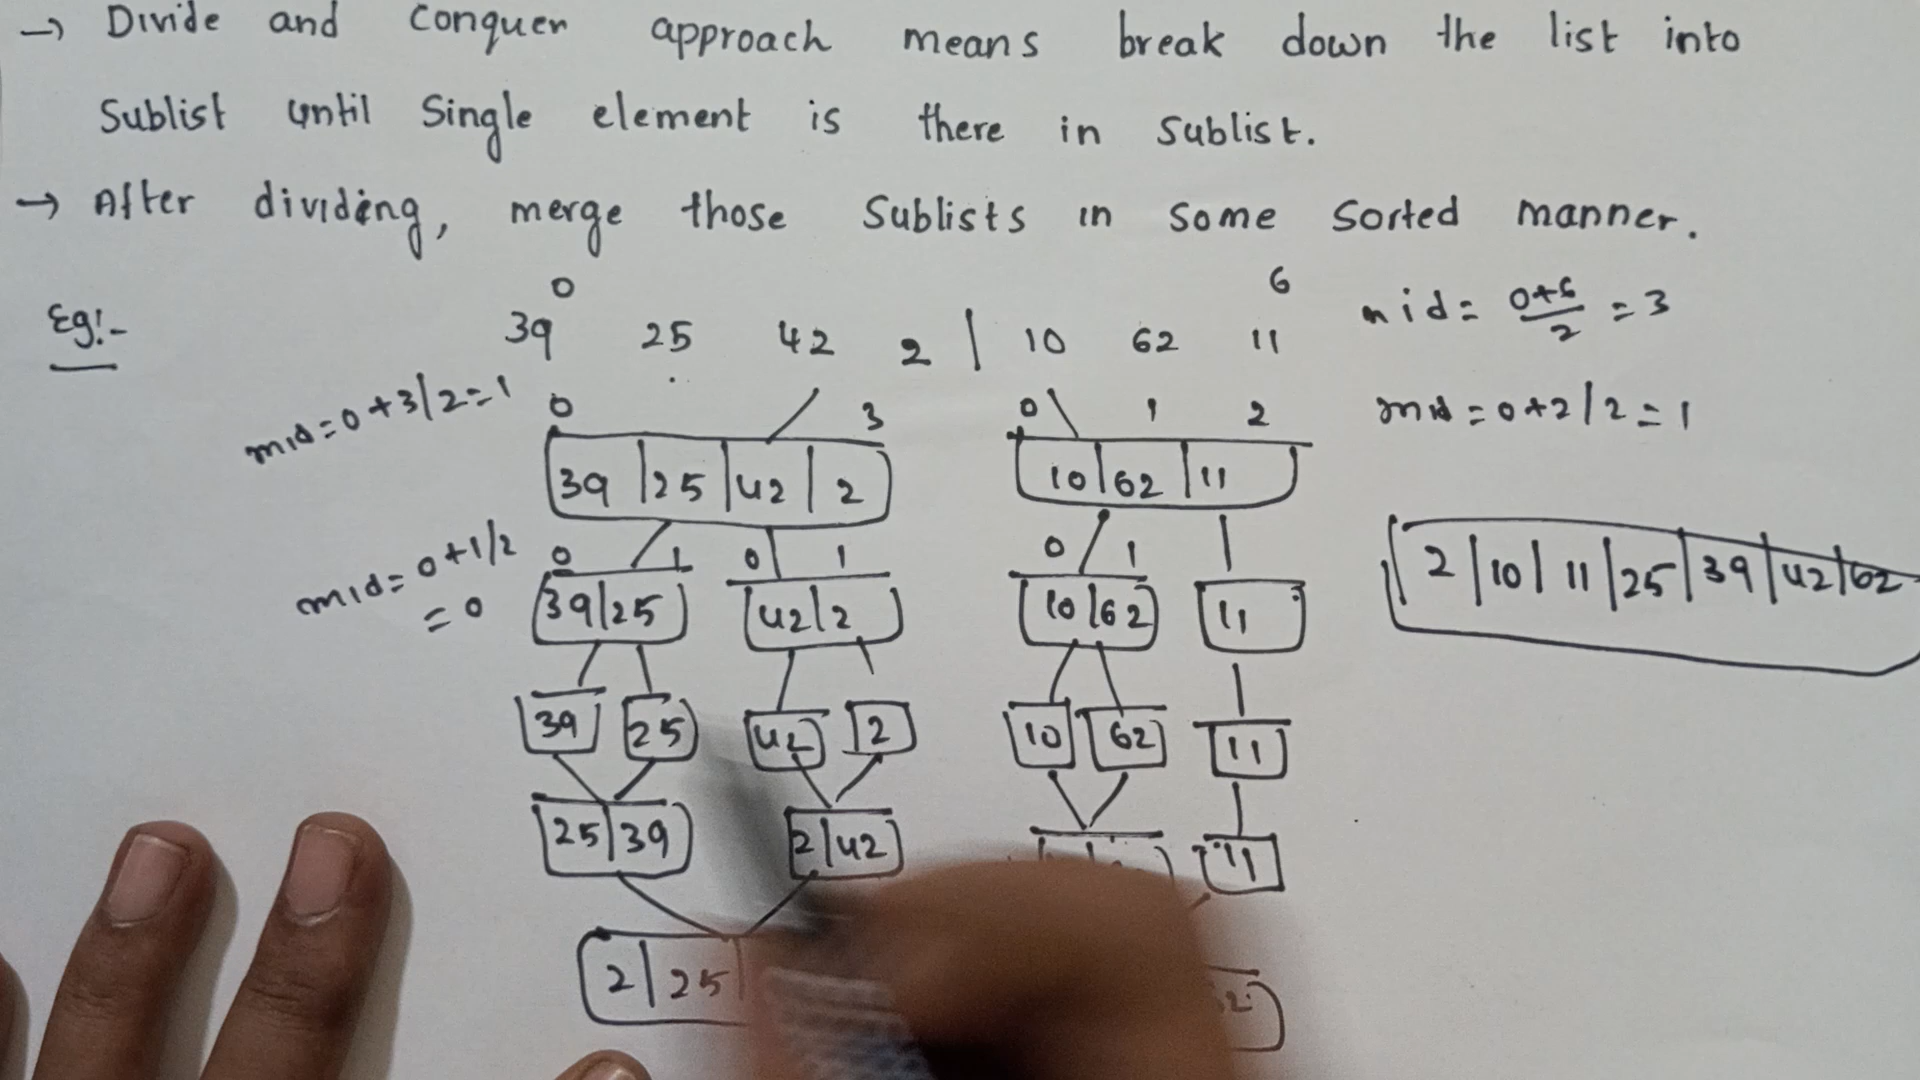 → Divide and Conquer approach means break down the list into
Sublist until Single element is there in Sublist.
→ After dividing, merge those Sublists in Some Sorted manner.
Eg:-
0 6
39 25 42 2 | 10 62 11
mid = 0+6/2 = 3
mid = 0+3/2 = 1
0 3 0 1 2
mid = 0+2/2 = 1
39 | 25 | 42 | 2 10 | 62 | 11
mid = 0+1/2
= 0
0 1 0 1 0 1
39 | 25 42 | 2 10 | 62 11
2 | 10 | 11 | 25 | 39 | 42 | 62
39 25 42 2 10 62 11
25 | 39 2 | 42 11
2 | 25 |